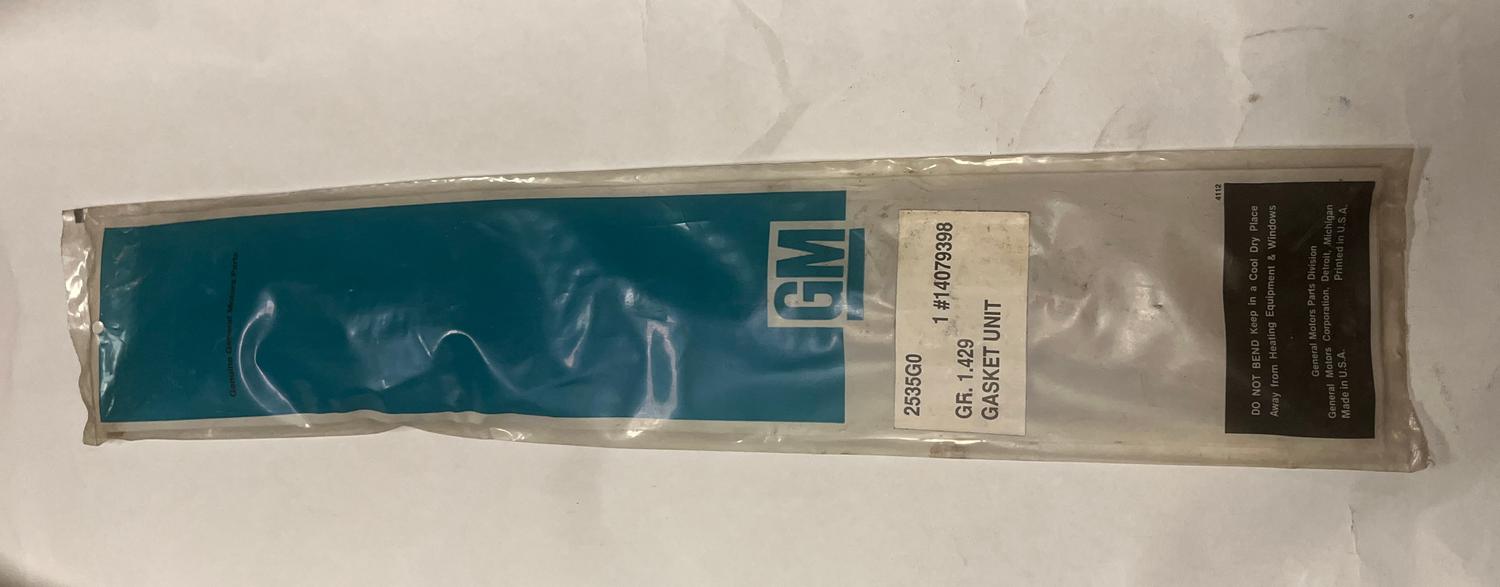 Genuine General Motors Parts
GM
2535G0
1 #14079398
GR. 1.429
GASKET UNIT
4112
DO NOT BEND Keep in a Cool Dry Place
Away from Heating Equipment & Windows
General Motors Parts Division
General Motors Corporation, Detroit, Michigan
Made in U.S.A. Printed in U.S.A.